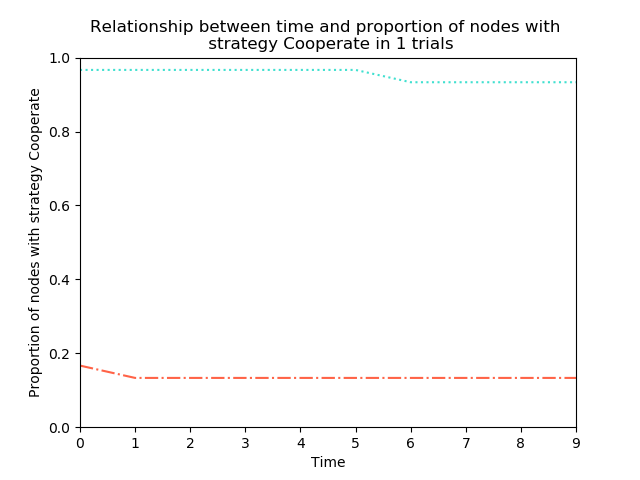 Relationship between time and proportion of nodes with
strategy Cooperate in 1 trials
Proportion of nodes with strategy Cooperate
1.0
0.8
0.6
0.4
0.2
0.0
0 1 2 3 4 5 6 7 8 9
Time